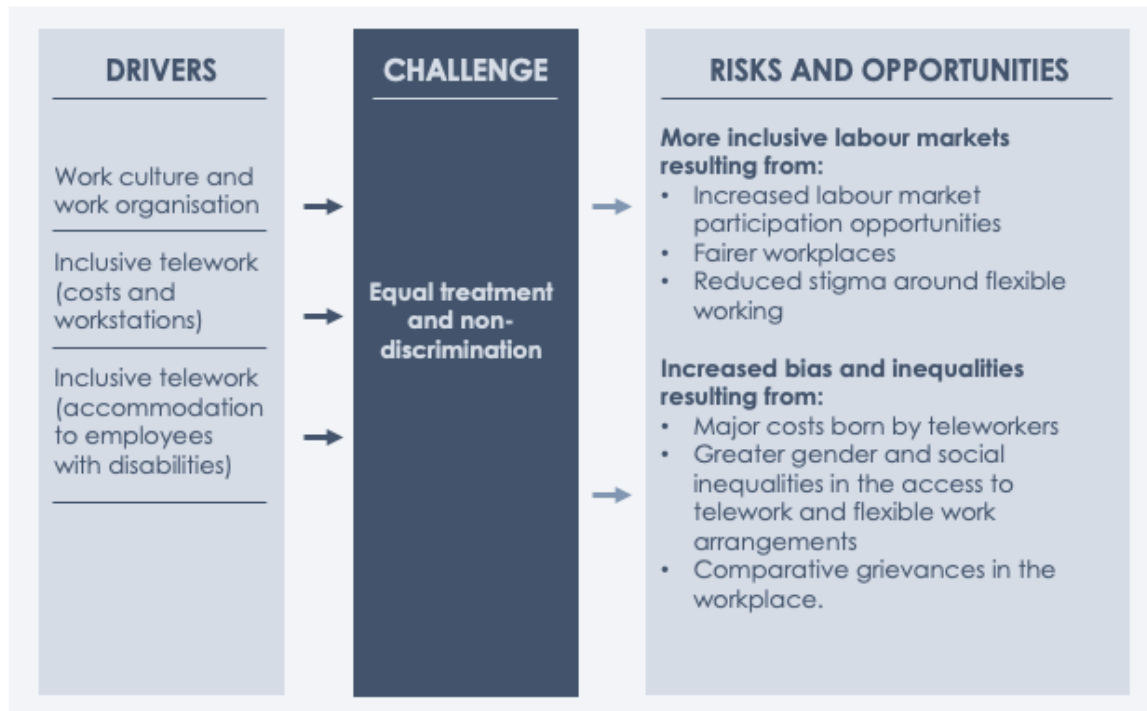 DRIVERS
Work culture and
work organisation
Inclusive telework
(costs and
workstations)
Inclusive telework
(accommodation
to employees
with disabilities)
CHALLENGE
Equal treatment
and non-
discrimination
RISKS AND OPPORTUNITIES
More inclusive labour markets
resulting from:
• Increased labour market
participation opportunities
• Fairer workplaces
• Reduced stigma around flexible
working
Increased bias and inequalities
resulting from:
• Major costs born by teleworkers
• Greater gender and social
inequalities in the access to
telework and flexible work
arrangements
• Comparative grievances in the
workplace.